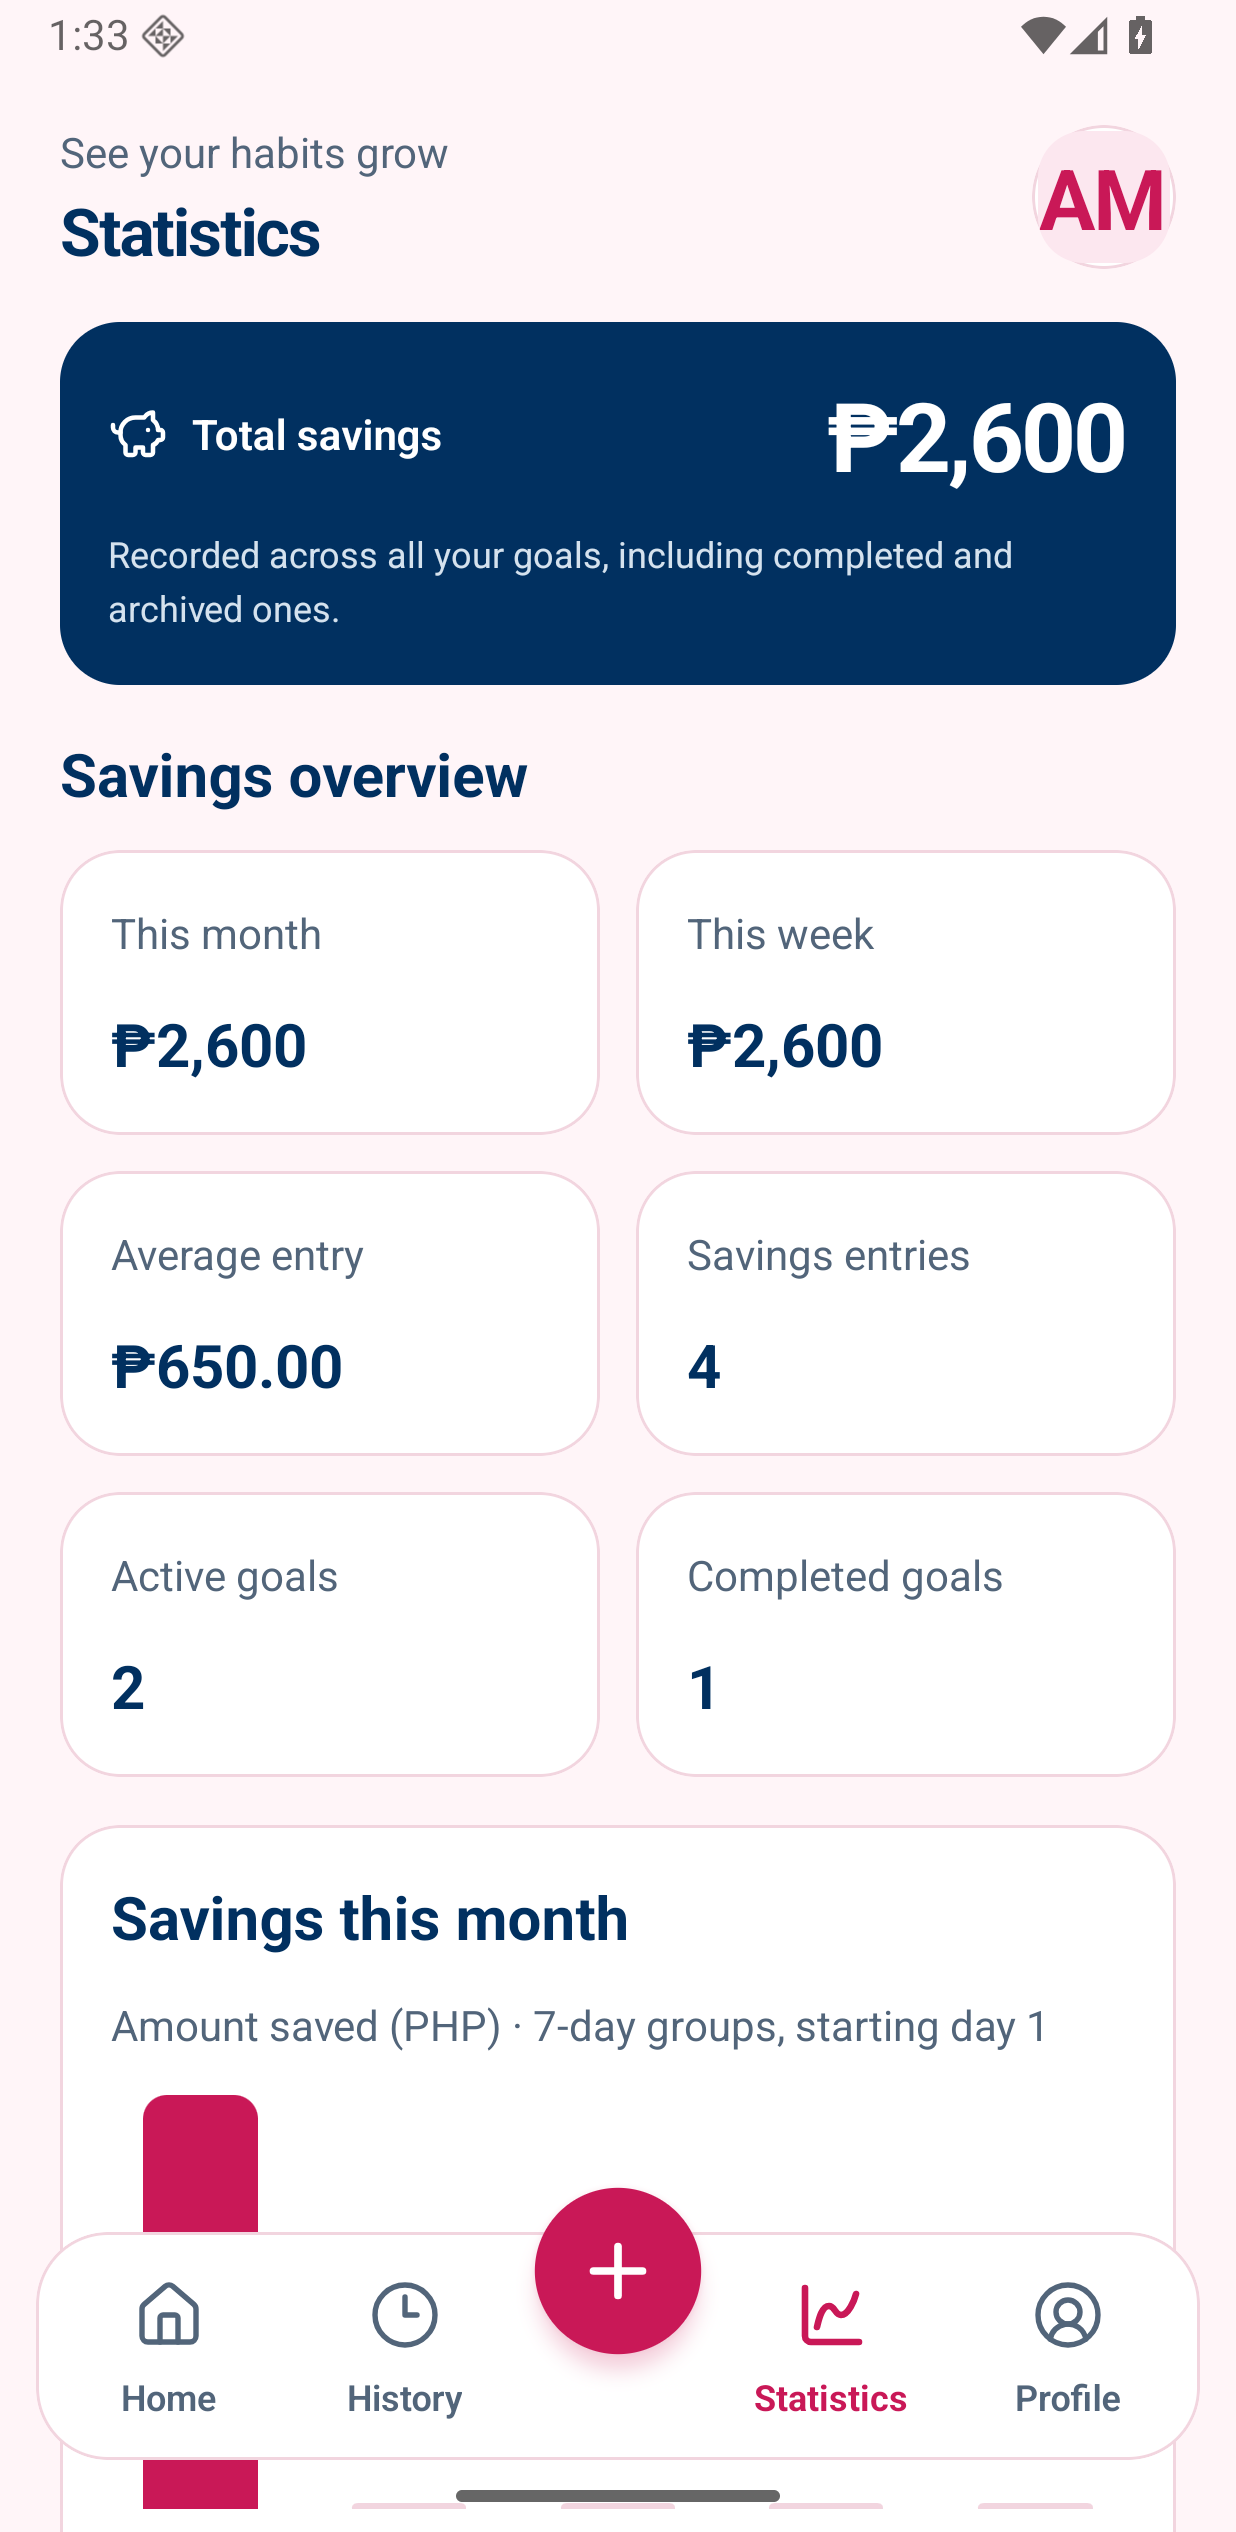 1:33
See your habits grow
Statistics
AM
Total savings
₱2,600
Recorded across all your goals, including completed and
archived ones.
Savings overview
This month
₱2,600
This week
₱2,600
Average entry
₱650.00
Savings entries
4
Active goals
2
Completed goals
1
Savings this month
Amount saved (PHP) · 7-day groups, starting day 1
Home
History
Statistics
Profile